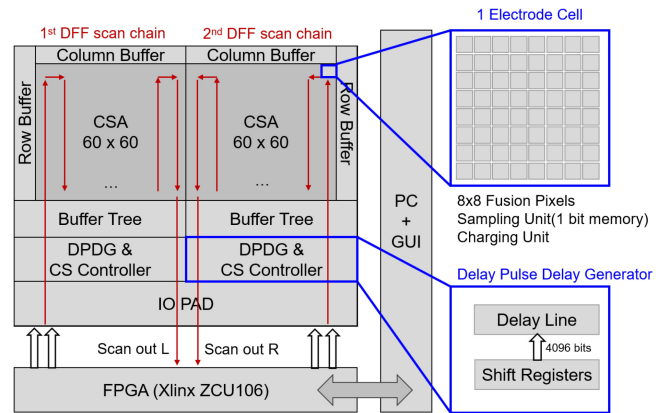 1st DFF scan chain
2nd DFF scan chain
1 Electrode Cell
Column Buffer
Column Buffer
Row Buffer
CSA
60 x 60
...
CSA
60 x 60
...
Row Buffer
PC
+
GUI
8x8 Fusion Pixels
Sampling Unit(1 bit memory)
Charging Unit
Buffer Tree
Buffer Tree
DPDG &
CS Controller
DPDG &
CS Controller
Delay Pulse Delay Generator
IO PAD
Delay Line
4096 bits
Shift Registers
Scan out L
Scan out R
FPGA (Xlinx ZCU106)